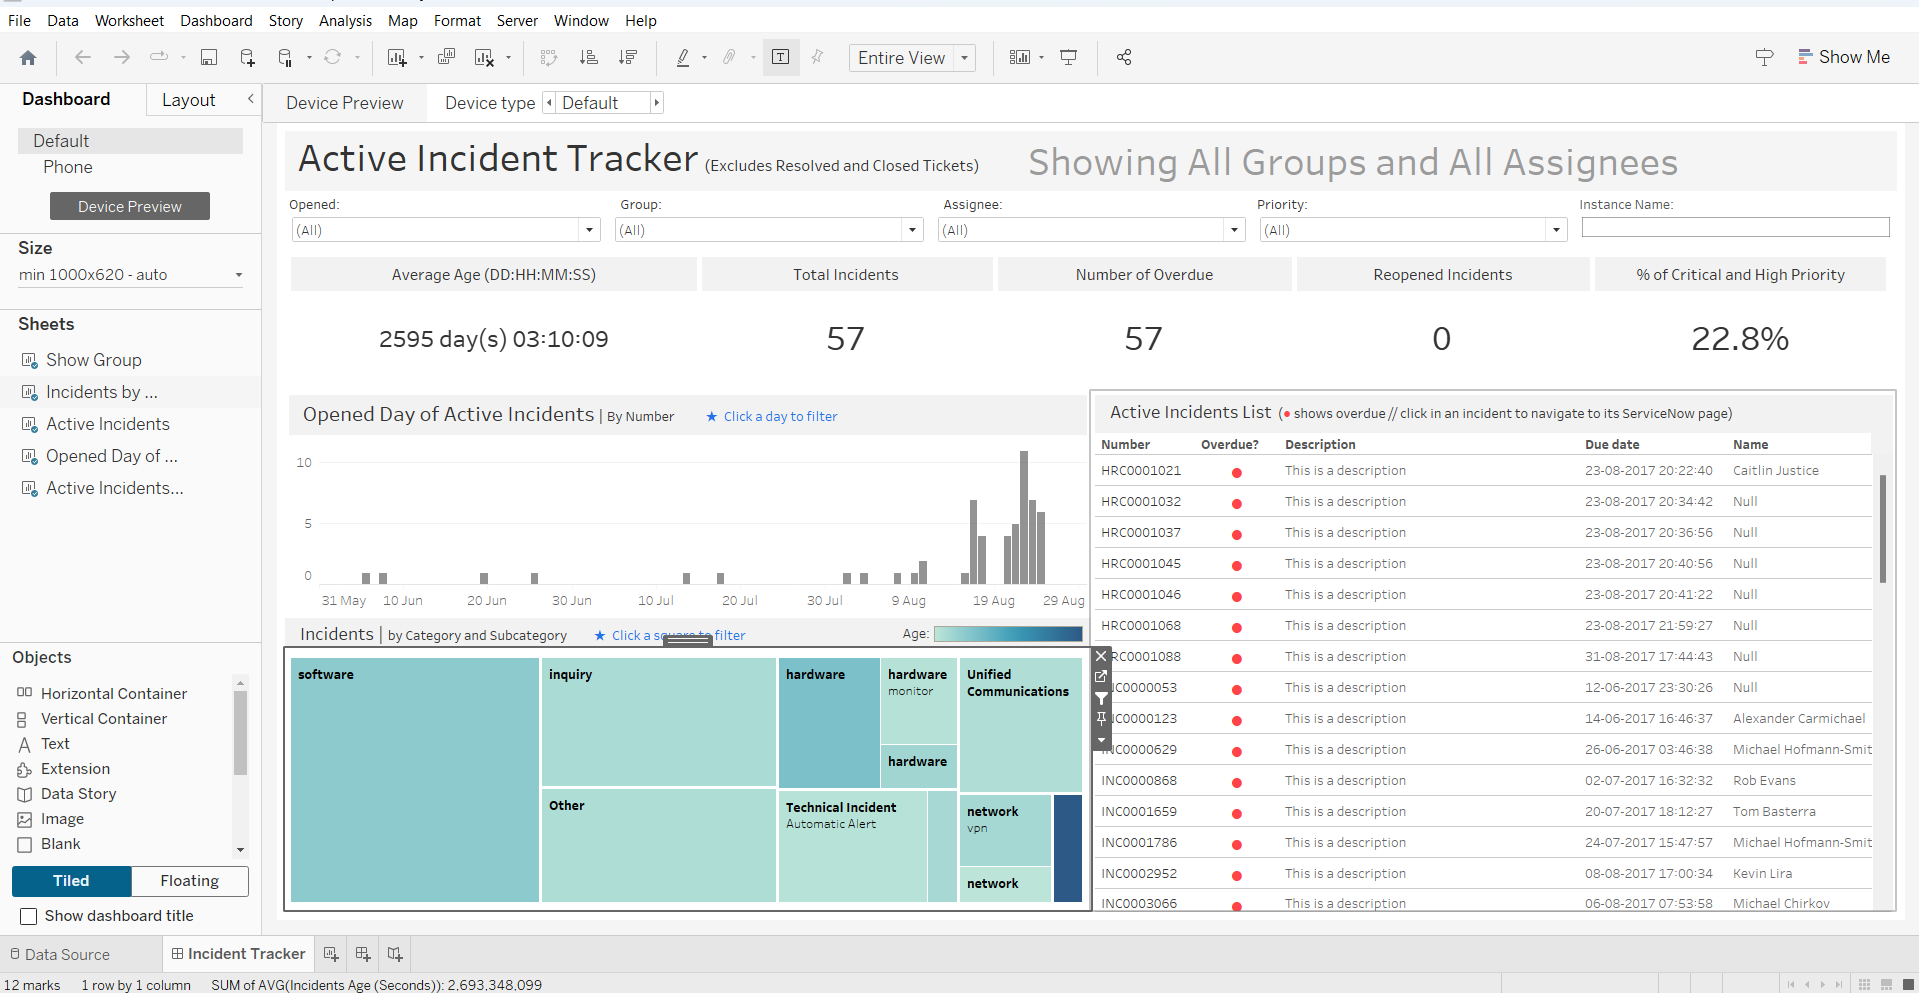 File Data Worksheet Dashboard Story Analysis Map Format Server Window Help
Entire View
Show Me
Dashboard Layout
Default
Phone
Device Preview
Size
min 1000x620 - auto
Sheets
Show Group
Incidents by ...
Active Incidents
Opened Day of ...
Active Incidents...
Objects
Horizontal Container
Vertical Container
Text
Extension
Data Story
Image
Blank
Tiled Floating
Show dashboard title
Device Preview Device type Default
Active Incident Tracker (Excludes Resolved and Closed Tickets) Showing All Groups and All Assignees
Opened: Group: Assignee: Priority: Instance Name:
(All) (All) (All) (All)
Average Age (DD:HH:MM:SS) Total Incidents Number of Overdue Reopened Incidents % of Critical and High Priority
2595 day(s) 03:10:09 57 57 0 22.8%
Opened Day of Active Incidents | By Number ★ Click a day to filter
10
5
0
31 May 10 Jun 20 Jun 30 Jun 10 Jul 20 Jul 30 Jul 9 Aug 19 Aug 29 Aug
Incidents | by Category and Subcategory ★ Click a square to filter Age:
software
inquiry
Other
hardware
hardware
monitor
hardware
Technical Incident
Automatic Alert
Unified
Communications
network
vpn
network
Active Incidents List (● shows overdue // click in an incident to navigate to its ServiceNow page)
Number Overdue? Description Due date Name
HRC0001021 This is a description 23-08-2017 20:22:40 Caitlin Justice
HRC0001032 This is a description 23-08-2017 20:34:42 Null
HRC0001037 This is a description 23-08-2017 20:36:56 Null
HRC0001045 This is a description 23-08-2017 20:40:56 Null
HRC0001046 This is a description 23-08-2017 20:41:22 Null
HRC0001068 This is a description 23-08-2017 21:59:27 Null
RC0001088 This is a description 31-08-2017 17:44:43 Null
NC0000053 This is a description 12-06-2017 23:30:26 Null
NC0000123 This is a description 14-06-2017 16:46:37 Alexander Carmichael
INC0000629 This is a description 26-06-2017 03:46:38 Michael Hofmann-Smit
INC0000868 This is a description 02-07-2017 16:32:32 Rob Evans
INC0001659 This is a description 20-07-2017 18:12:27 Tom Basterra
INC0001786 This is a description 24-07-2017 15:47:57 Michael Hofmann-Smit
INC0002952 This is a description 08-08-2017 17:00:34 Kevin Lira
INC0003066 This is a description 06-08-2017 07:53:58 Michael Chirkov
Data Source Incident Tracker
12 marks 1 row by 1 column SUM of AVG(Incidents Age (Seconds)): 2,693,348,099